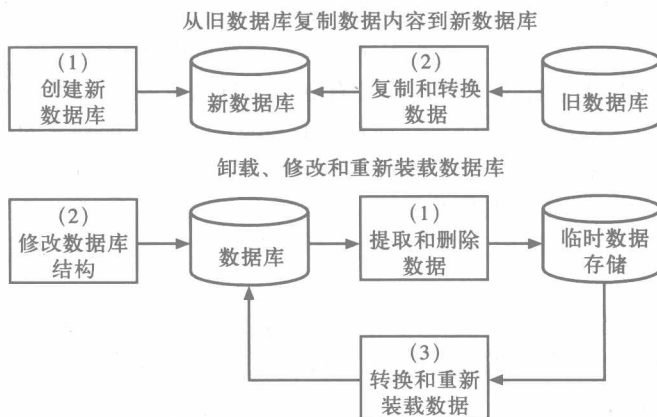 从旧数据库复制数据内容到新数据库
(1)
创建新
数据库
新数据库
(2)
复制和转换
数据
旧数据库
卸载、修改和重新装载数据库
(2)
修改数据库
结构
数据库
(1)
提取和删除
数据
临时数据
存储
(3)
转换和重新
装载数据